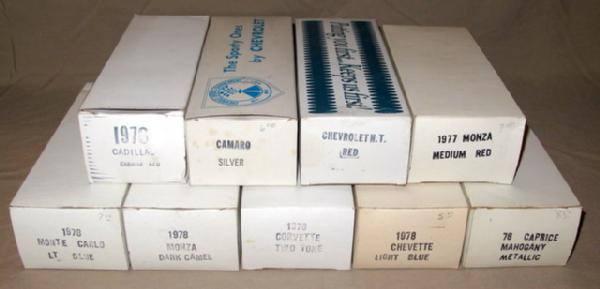 The Sporty Ones
by CHEVROLET
1978
CADILLAC
CAMARO
SILVER
CHEVROLET H.T.
RED
1977 MONZA
MEDIUM RED
1978
MONTE CARLO
LT BLUE
1978
MONZA
DARK CAMEL
1978
CORVETTE
TWO TONE
1978
CHEVETTE
LIGHT BLUE
78 CAPRICE
MAHOGANY
METALLIC